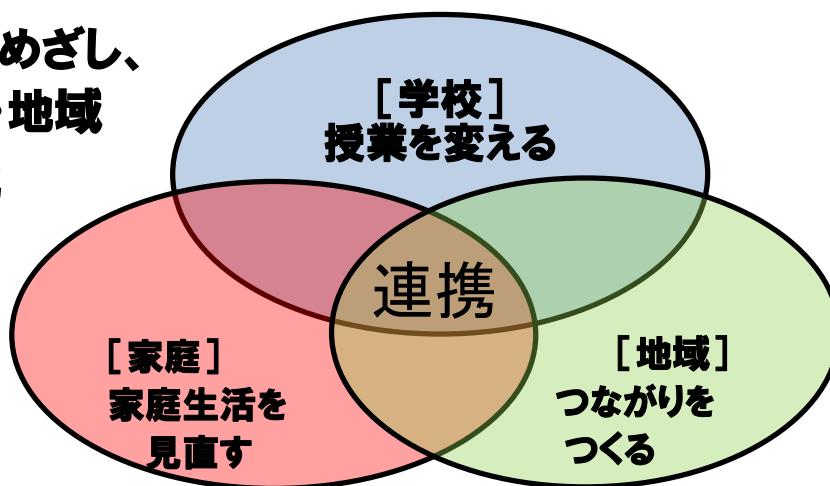 めざし、
地域
[学校]
授業を変える
連携
[家庭]
家庭生活を
見直す
[地域]
つながりを
つくる